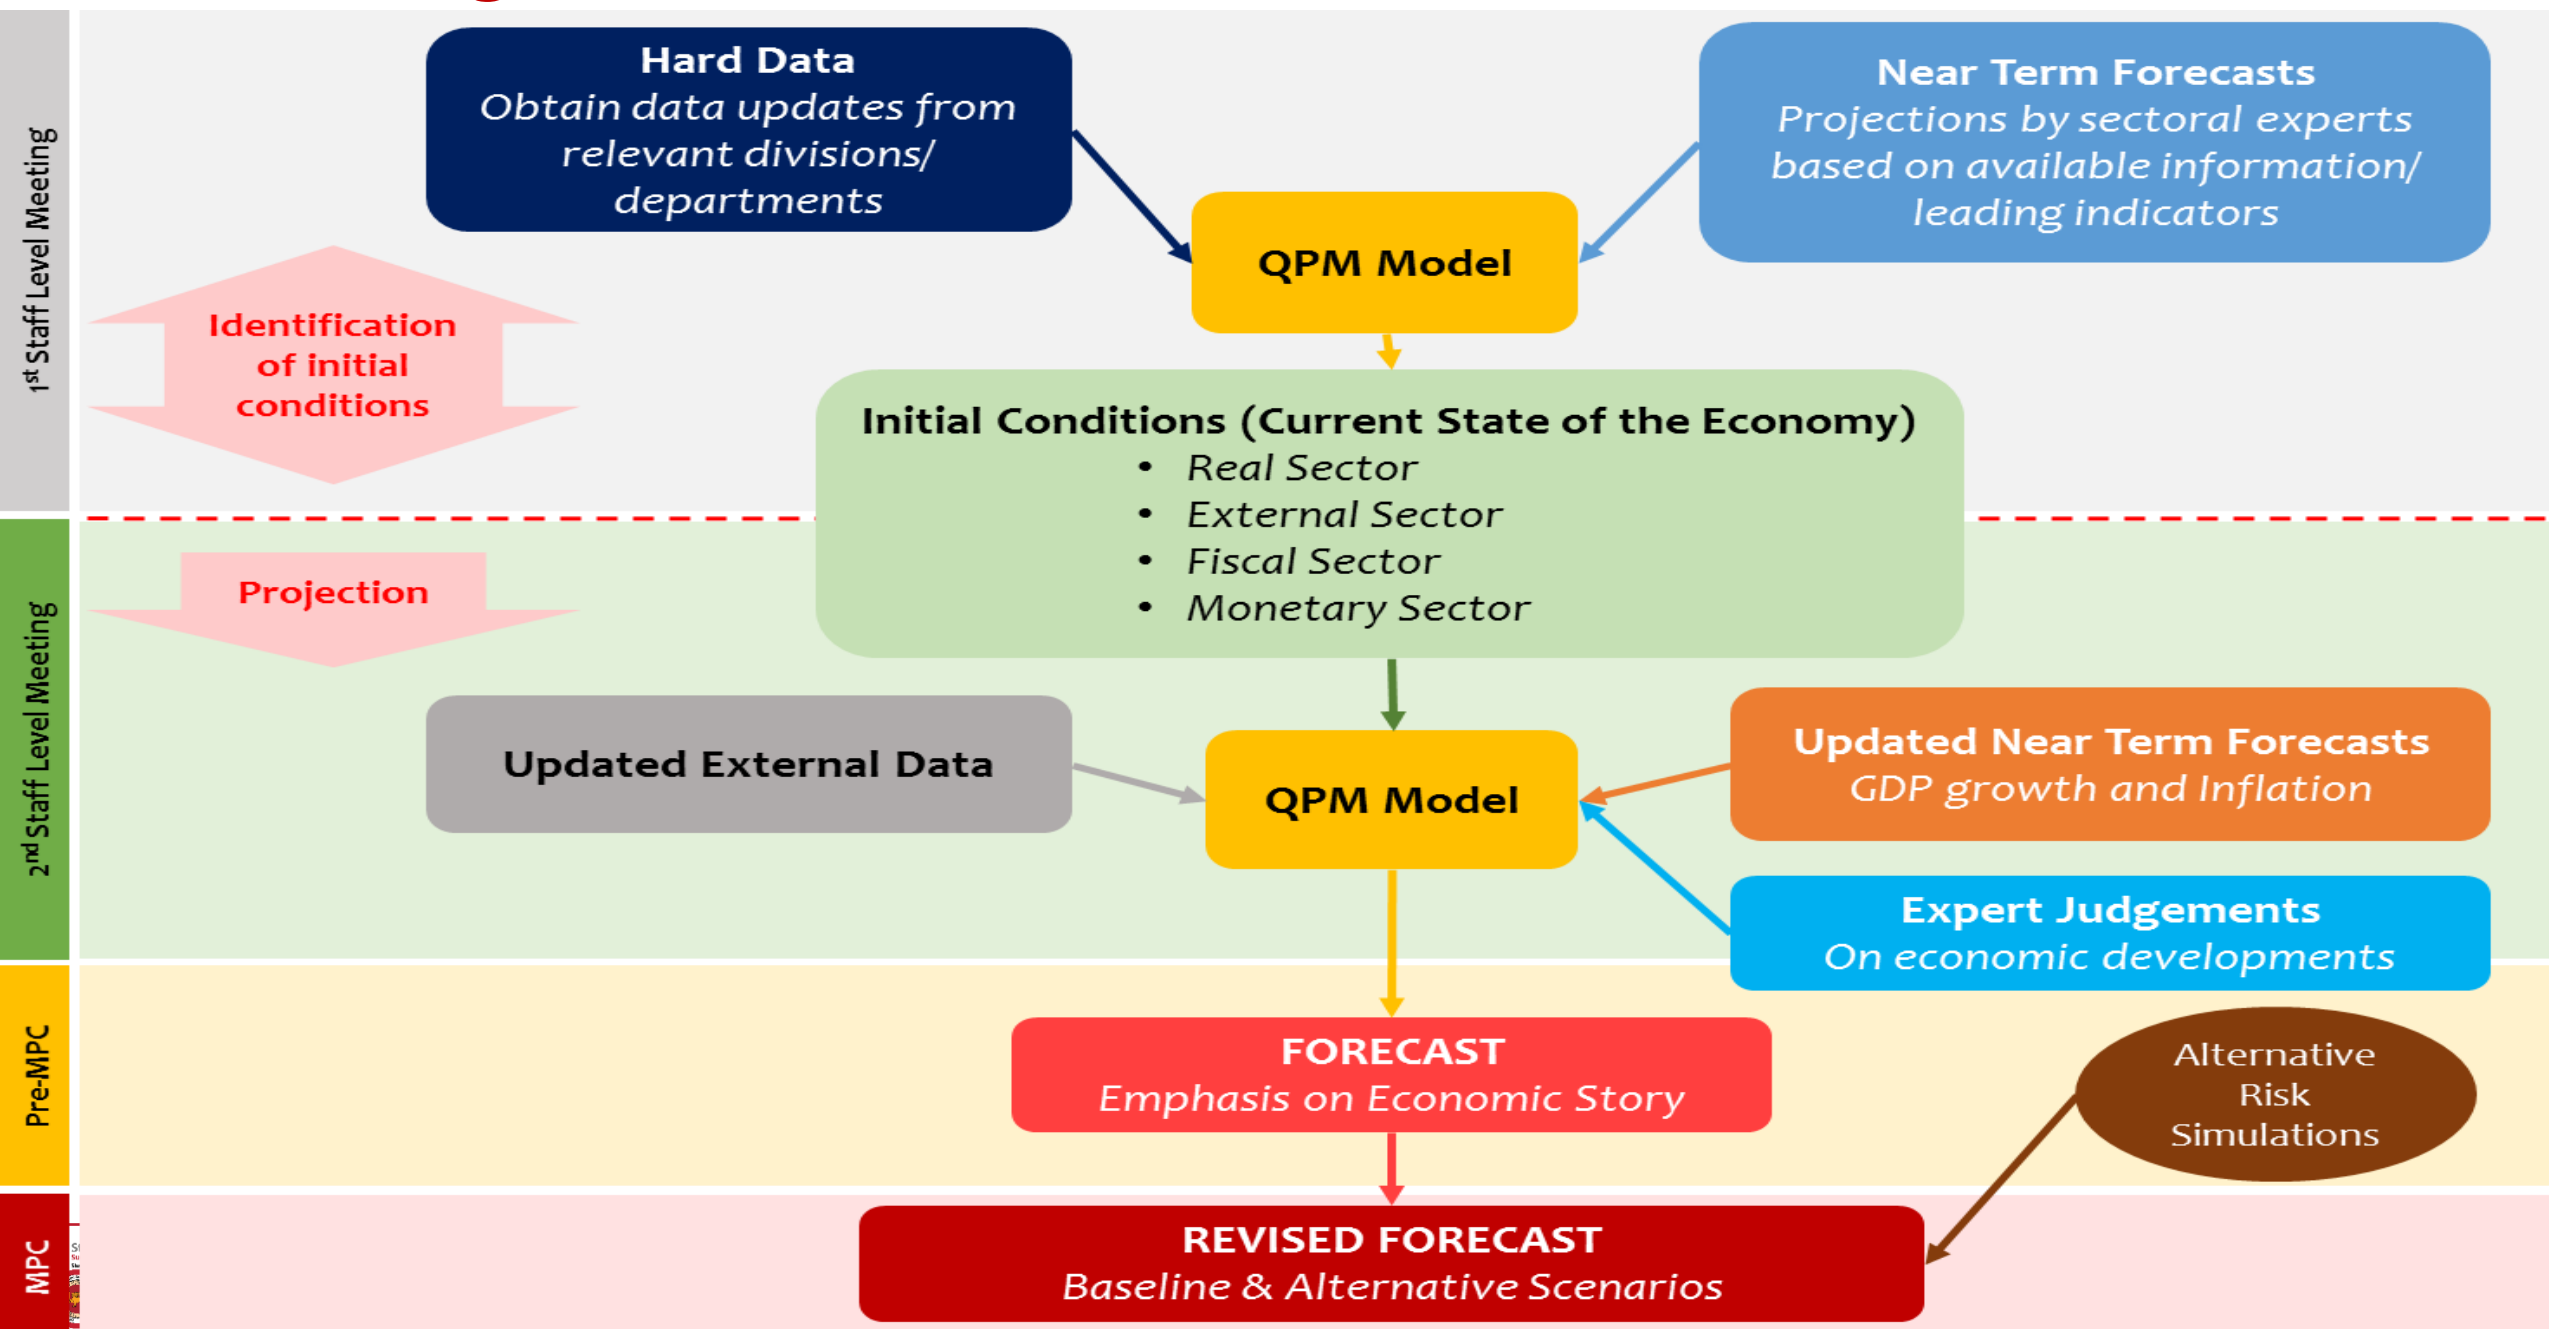 1st Staff Level Meeting
Hard Data
Obtain data updates from
relevant divisions/
departments
Near Term Forecasts
Projections by sectoral experts
based on available information/
leading indicators
QPM Model
Identification
of initial
conditions
Initial Conditions (Current State of the Economy)
• Real Sector
• External Sector
• Fiscal Sector
• Monetary Sector
2nd Staff Level Meeting
Projection
Updated External Data
QPM Model
Updated Near Term Forecasts
GDP growth and Inflation
Expert Judgements
On economic developments
Pre-MPC
FORECAST
Emphasis on Economic Story
Alternative
Risk
Simulations
MPC
REVISED FORECAST
Baseline & Alternative Scenarios